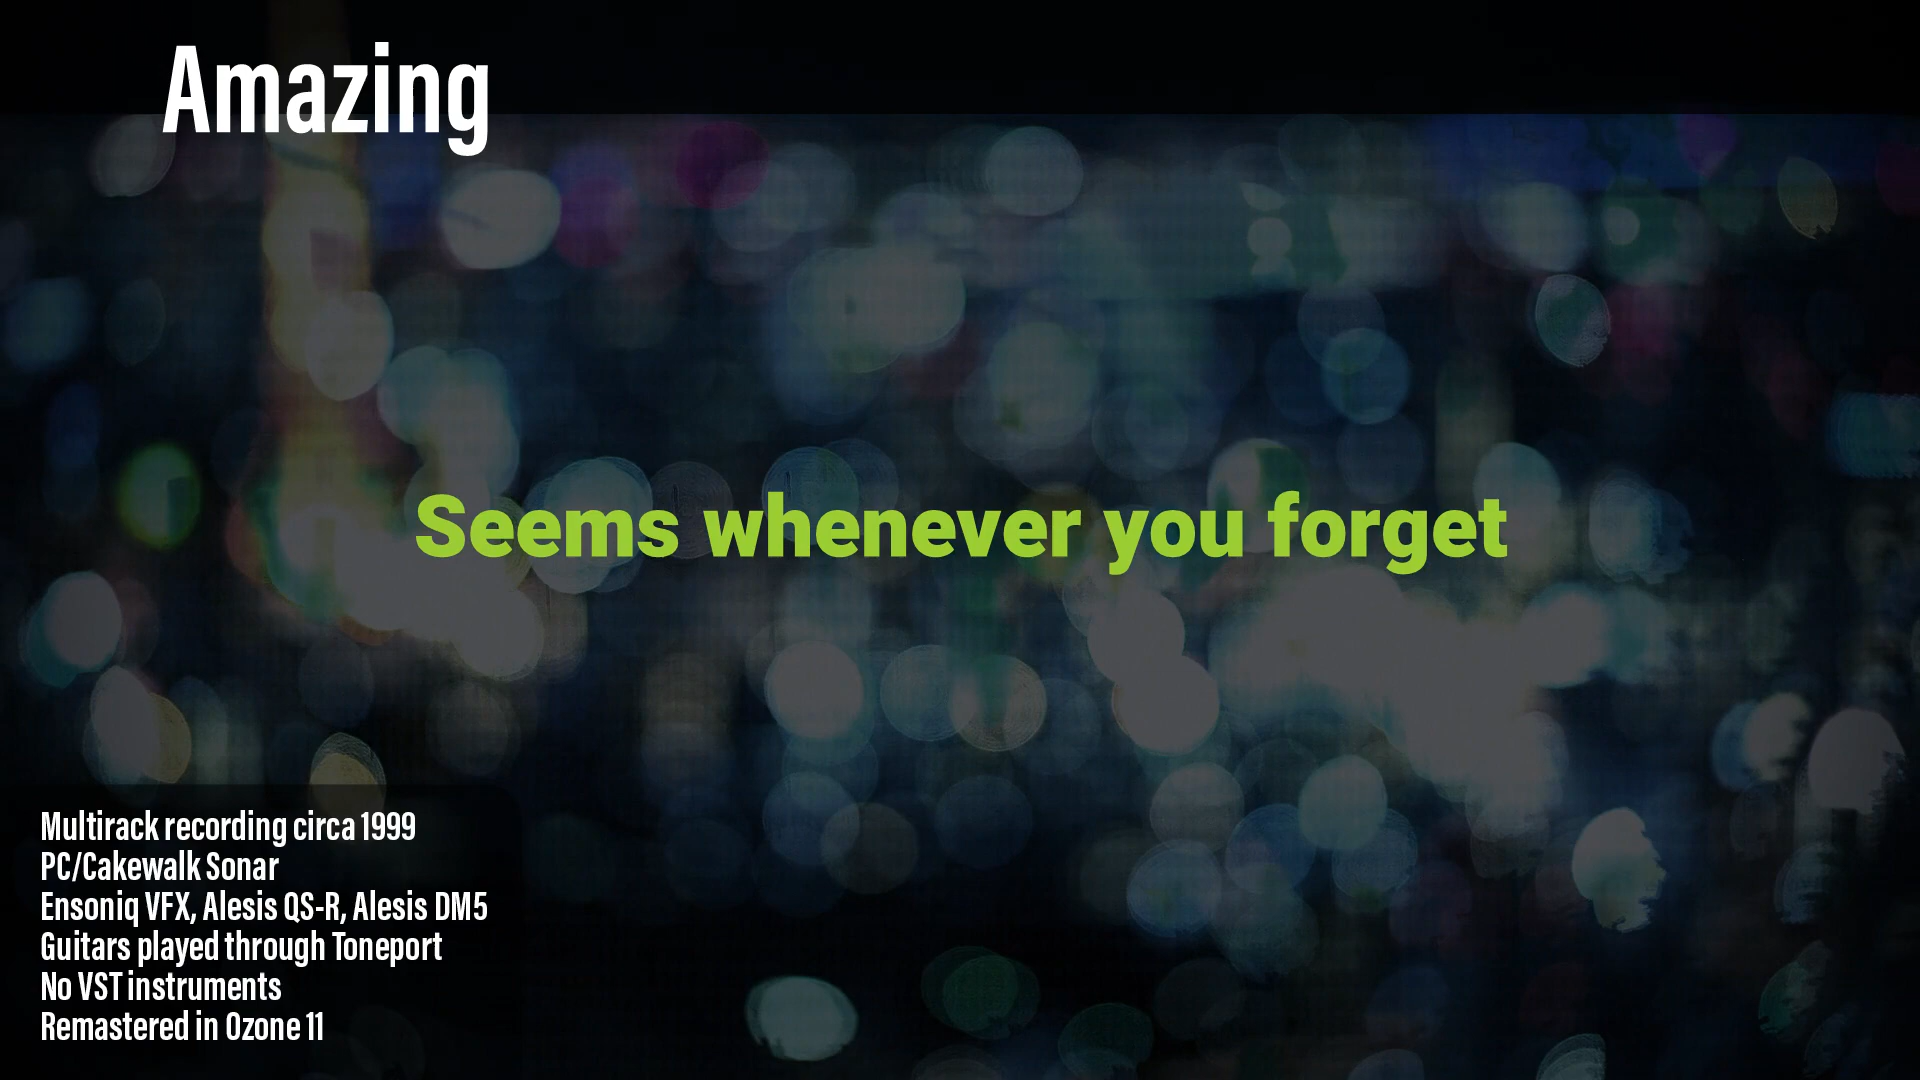 Amazing
Seems whenever you forget
Multirack recording circa 1999
PC/Cakewalk Sonar
Ensoniq VFX, Alesis QS-R, Alesis DM5
Guitars played through Toneport
No VST instruments
Remastered in Ozone 11